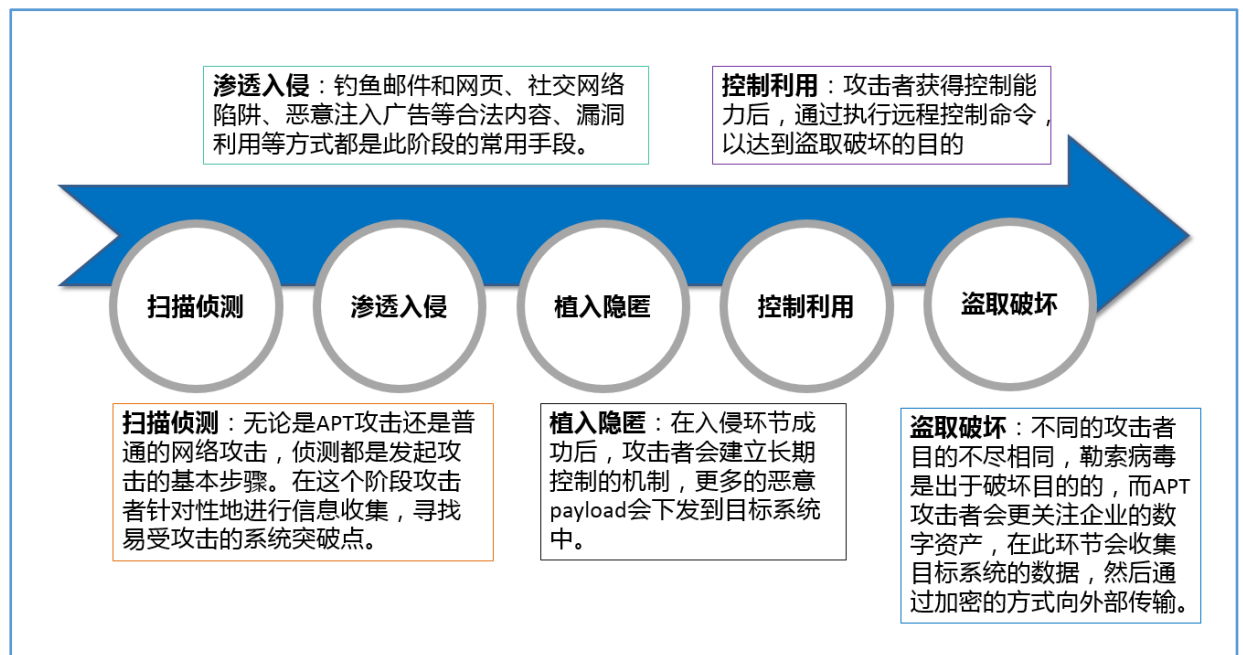 渗透入侵：钓鱼邮件和网页、社交网络
陷阱、恶意注入广告等合法内容、漏洞
利用等方式都是此阶段的常用手段。
控制利用：攻击者获得控制能
力后，通过执行远程控制命令，
以达到盗取破坏的目的
扫描侦测
渗透入侵
植入隐匿
控制利用
盗取破坏
扫描侦测：无论是APT攻击还是普
通的网络攻击，侦测都是发起攻
击的基本步骤。在这个阶段攻击
者针对性地进行信息收集，寻找
易受攻击的系统突破点。
植入隐匿：在入侵环节成
功后，攻击者会建立长期
控制的机制，更多的恶意
payload会下发到目标系统
中。
盗取破坏：不同的攻击者
目的不尽相同，勒索病毒
是出于破坏目的的，而APT
攻击者会更关注企业的数
字资产，在此环节会收集
目标系统的数据，然后通
过加密的方式向外部传输。